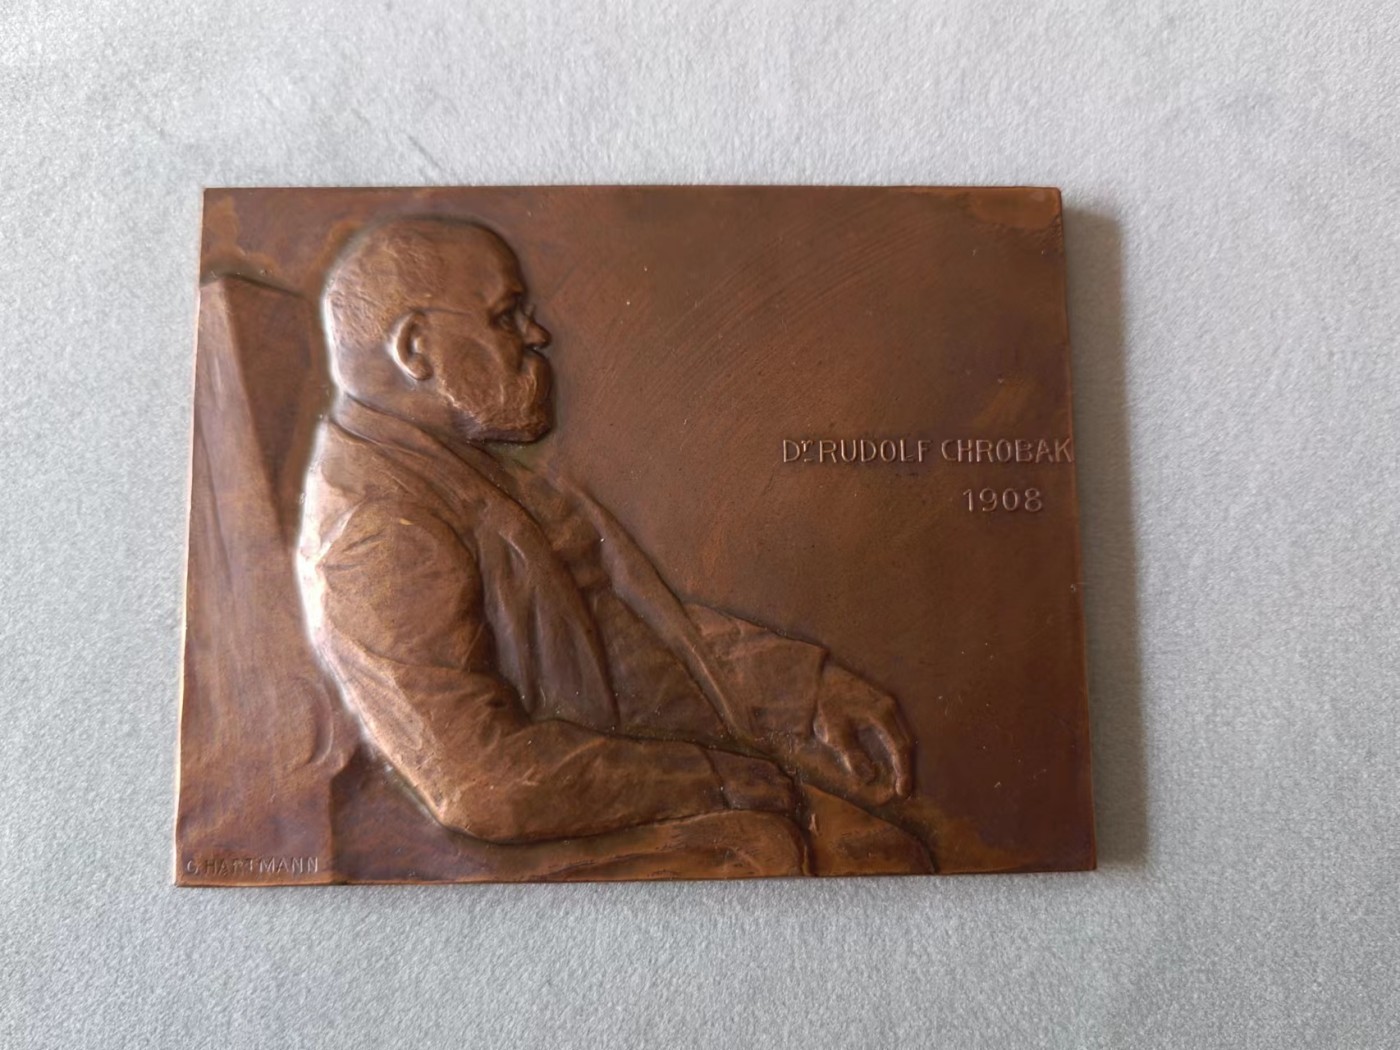 Dr RUDOLF CHROBAK
1908
C. HARTMANN